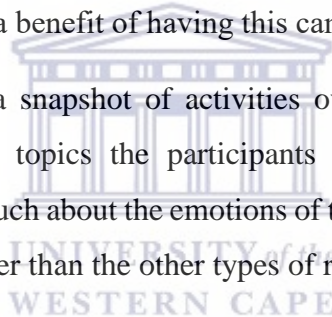 a benefit of having this car
a snapshot of activities o
topics the participants
uch about the emotions of t
UNIVERSITY of the
er than the other types of r
WESTERN CAPE